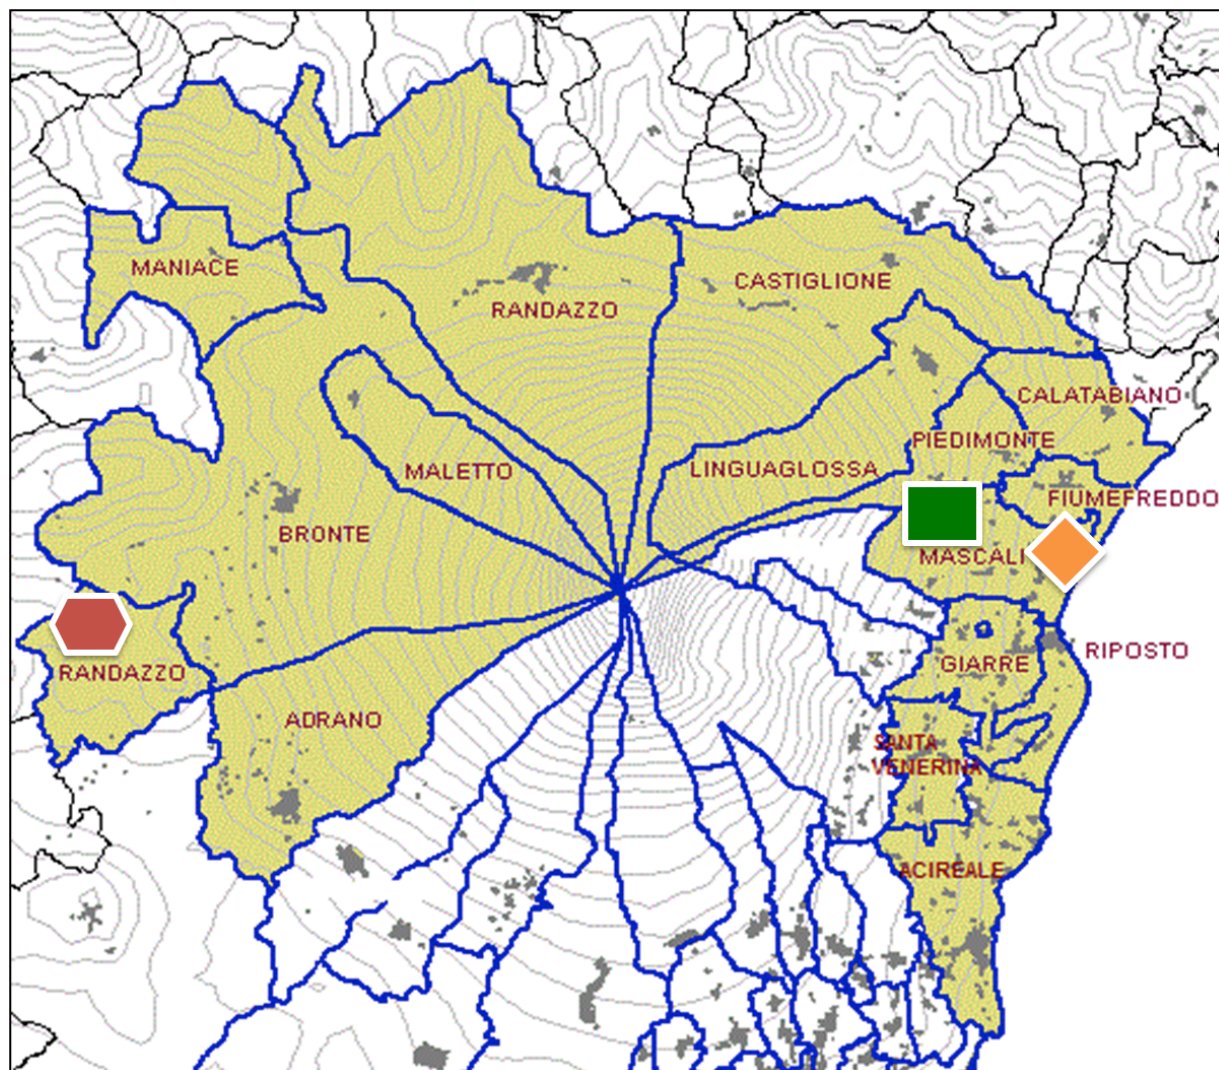 MANIACE
CASTIGLIONE
RANDAZZO
CALATABIANO
PIEDIMONTE
LINGUAGLOSSA
MALETTO
FIUMEFREDDO
BRONTE
MASCALI
RIPOSTO
GIARRE
RANDAZZO
ADRANO
SANTA
VENERINA
ACIREALE